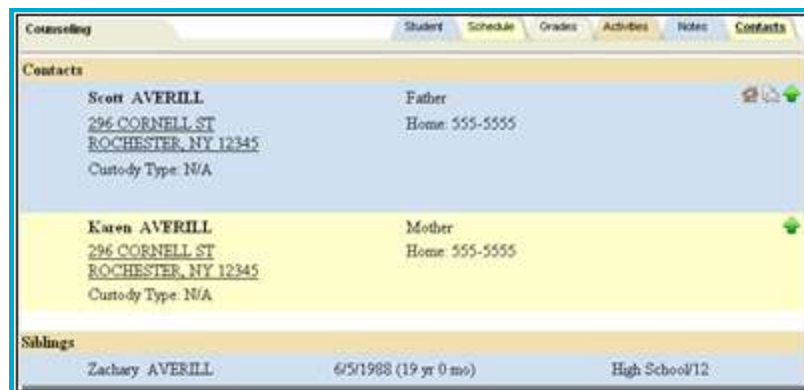 Counseling Student Schedule Grades Activities Notes Contacts
Contacts
Scott AVERILL Father
296 CORNELL ST Home: 555-5555
ROCHESTER, NY 12345
Custody Type: N/A
Karen AVERILL Mother
296 CORNELL ST Home: 555-5555
ROCHESTER, NY 12345
Custody Type: N/A
Siblings
Zachary AVERILL 6/5/1988 (19 yr 0 mo) High School/12